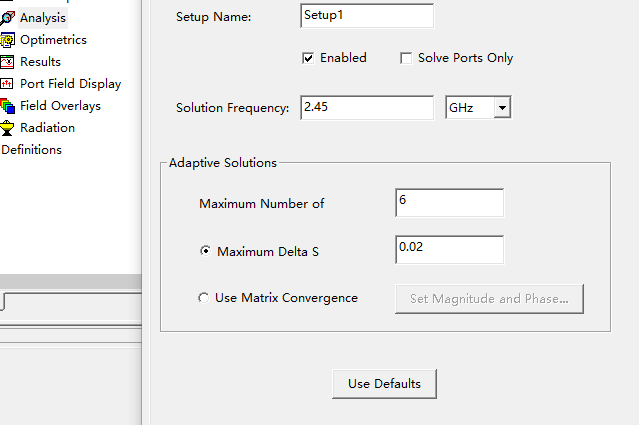 Analysis
Optimetrics
Results
Port Field Display
Field Overlays
Radiation
Definitions
Setup Name: Setup1
Enabled Solve Ports Only
Solution Frequency: 2.45 GHz
Adaptive Solutions
Maximum Number of 6
Maximum Delta S 0.02
Use Matrix Convergence Set Magnitude and Phase...
Use Defaults